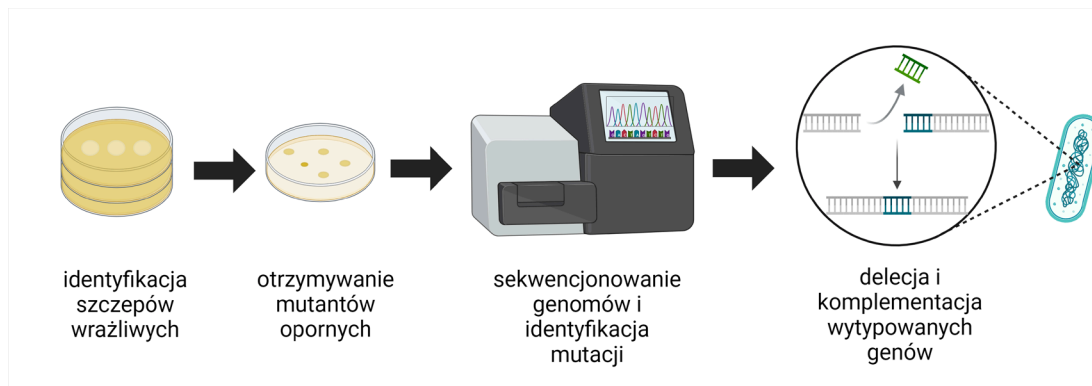 identyfikacja
szczepów
wrażliwych
otrzymywanie
mutantów
opornych
sekwencjonowanie
genomów i
identyfikacja
mutacji
delecja i
komplementacja
wytypowanych
genów